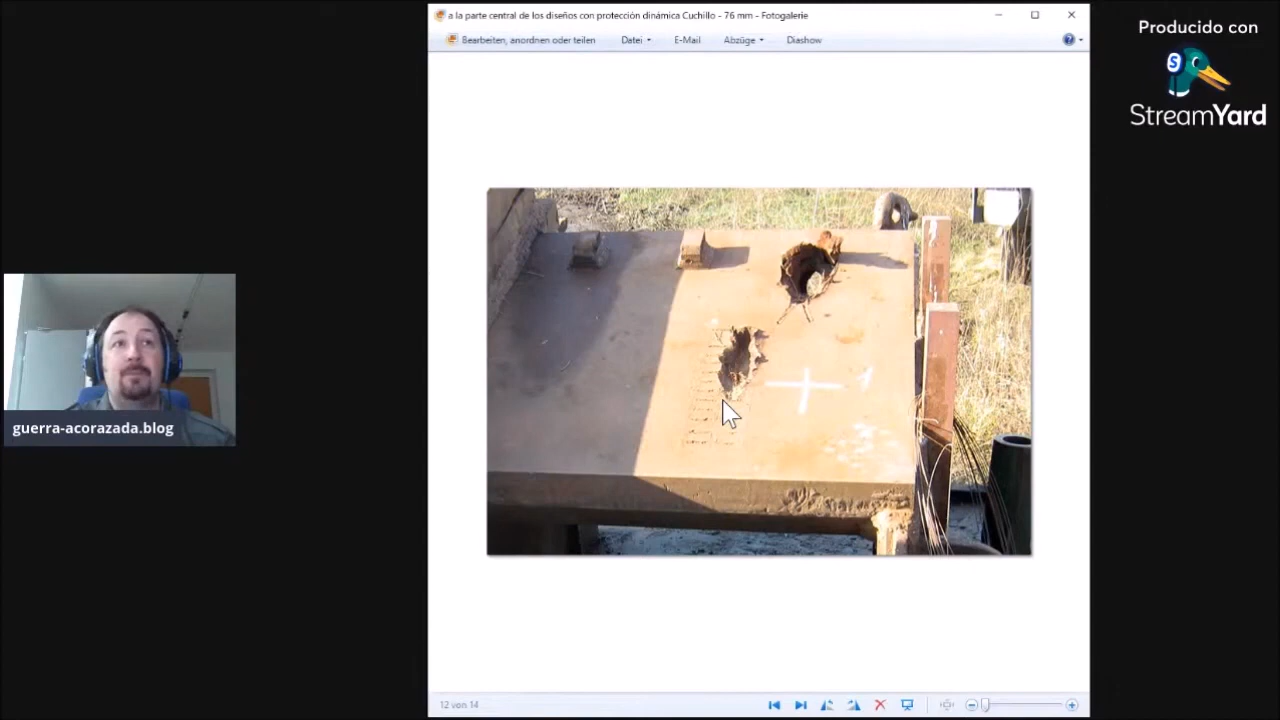 a la parte central de los diseños con protección dinámica Cuchillo - 76 mm - Fotogalerie
Bearbeiten, anordnen oder teilen Datei E-Mail Abzüge Diashow
Producido con
S
StreamYard
guerra-acorazada.blog
12 von 14